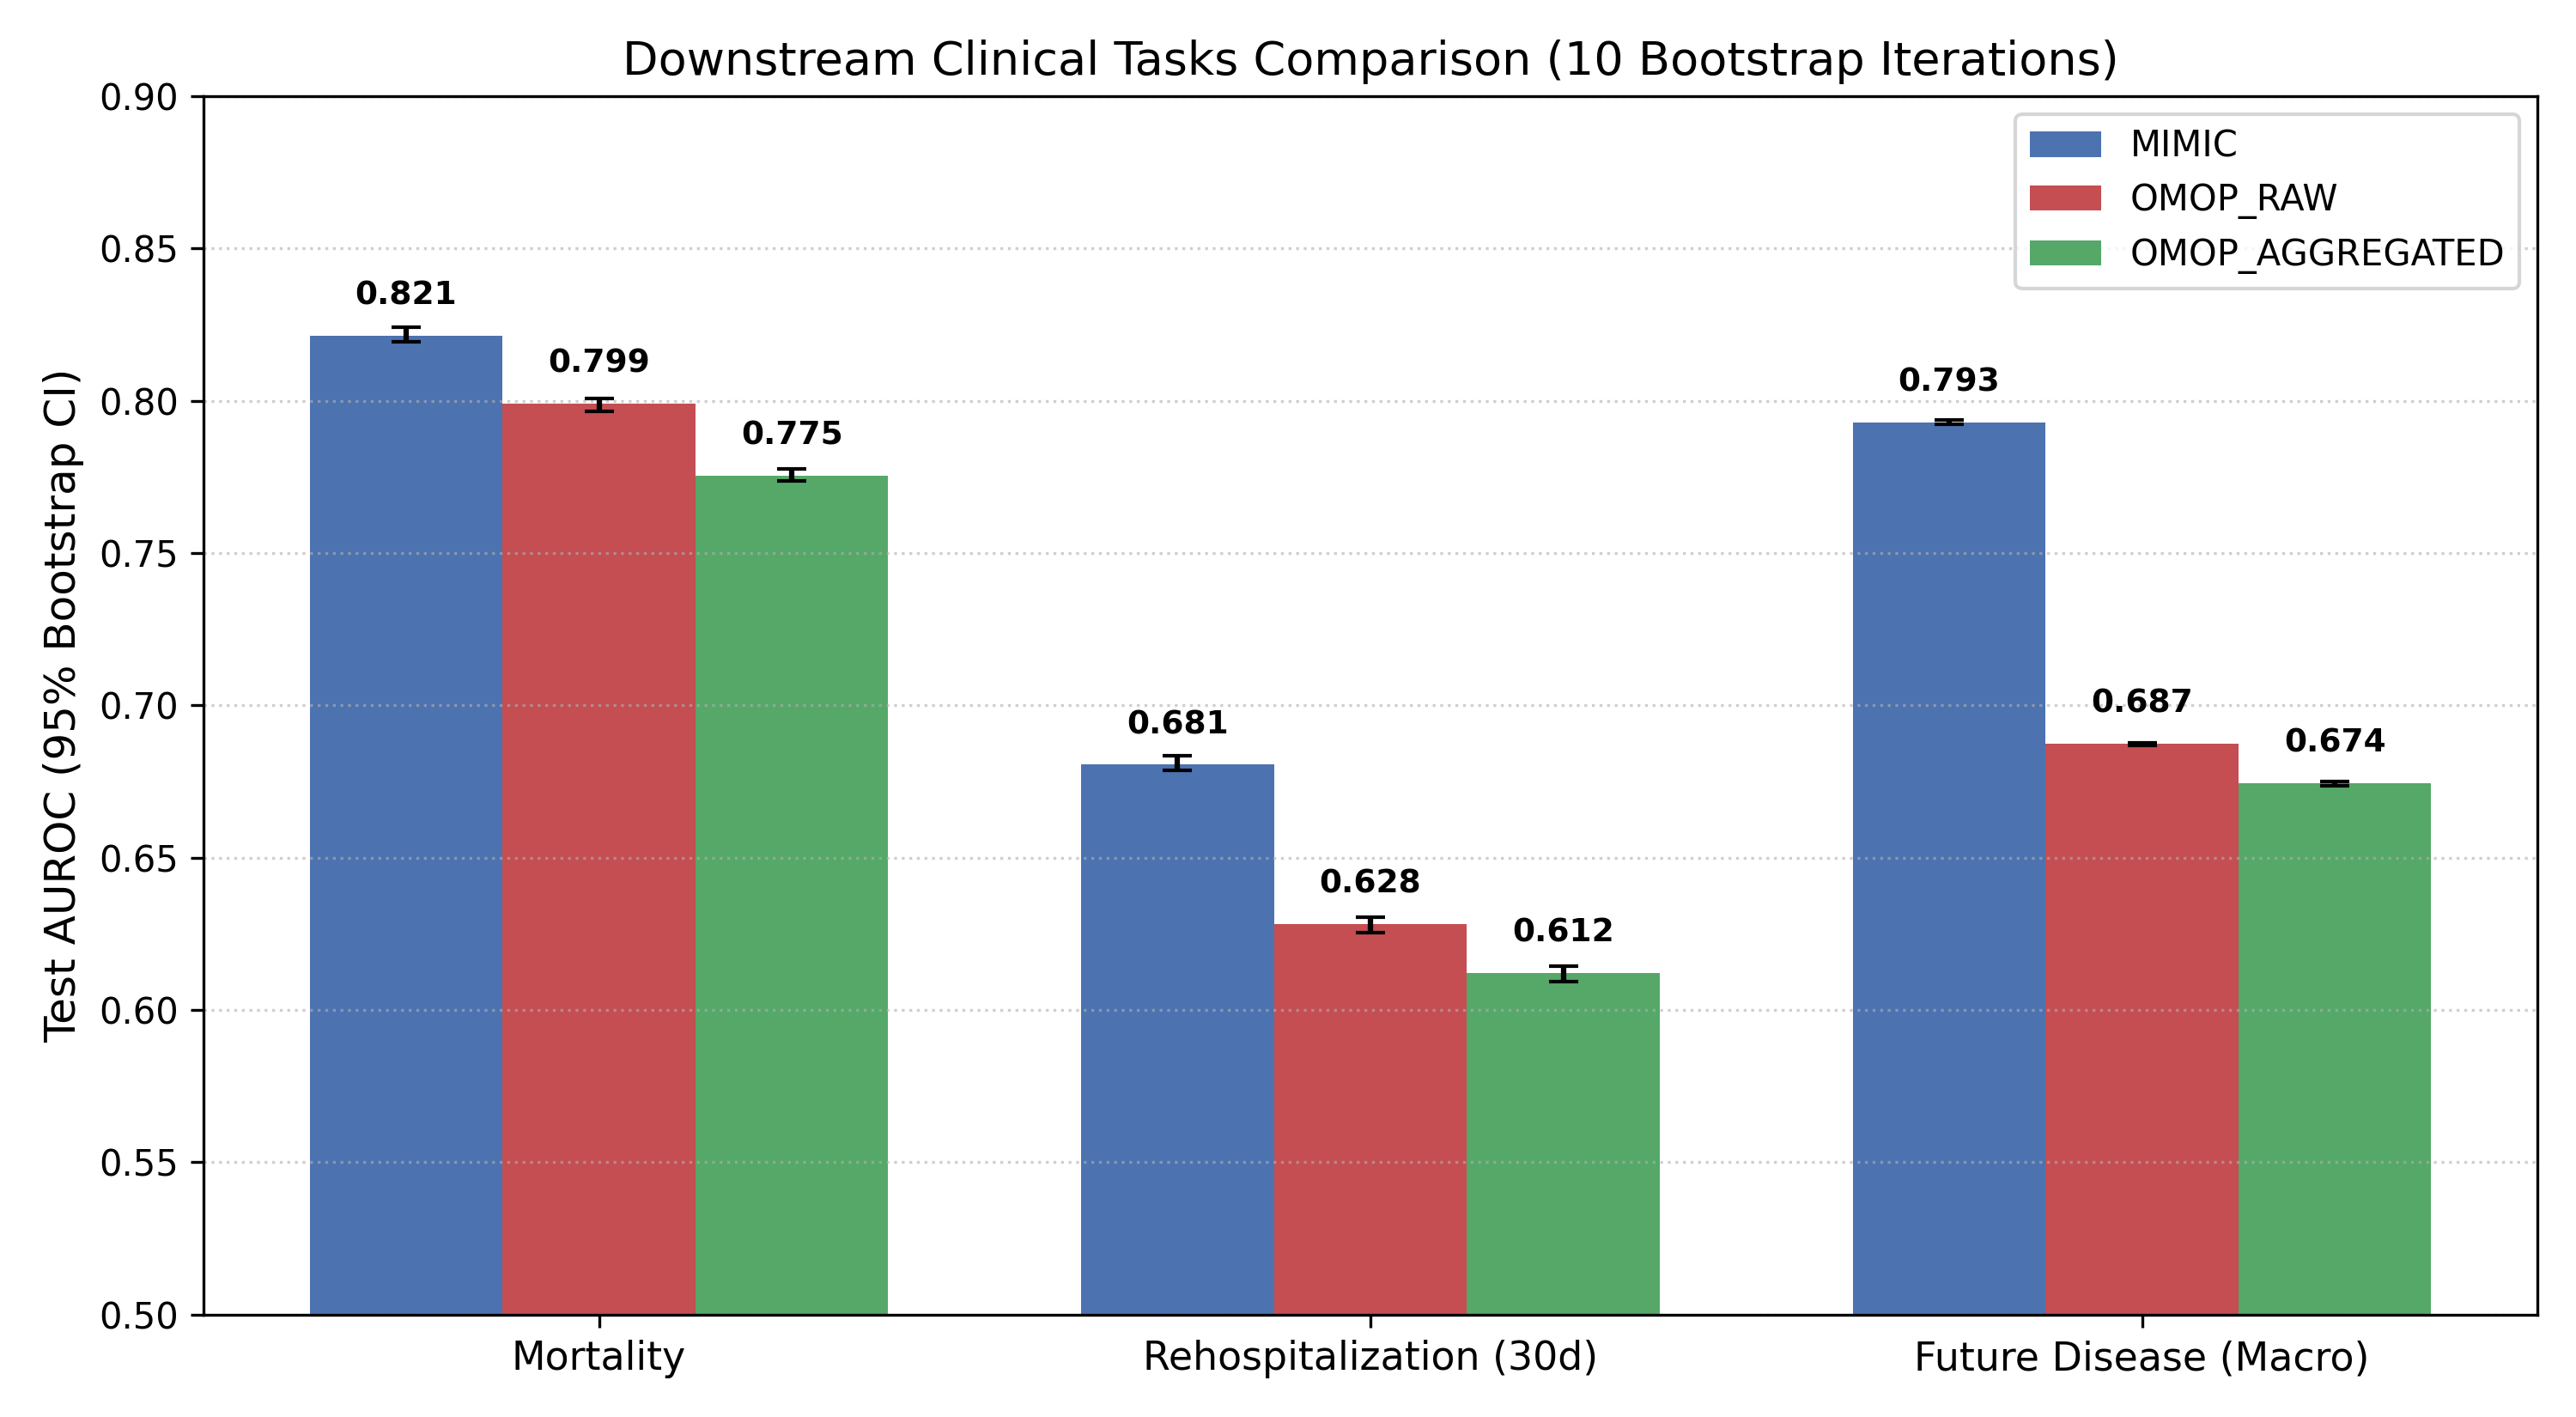 Downstream Clinical Tasks Comparison (10 Bootstrap Iterations)
Test AUROC (95% Bootstrap CI)
0.90
0.85
0.80
0.75
0.70
0.65
0.60
0.55
0.50
MIMIC
OMOP_RAW
OMOP_AGGREGATED
0.821
0.799
0.775
0.681
0.628
0.612
0.793
0.687
0.674
Mortality
Rehospitalization (30d)
Future Disease (Macro)